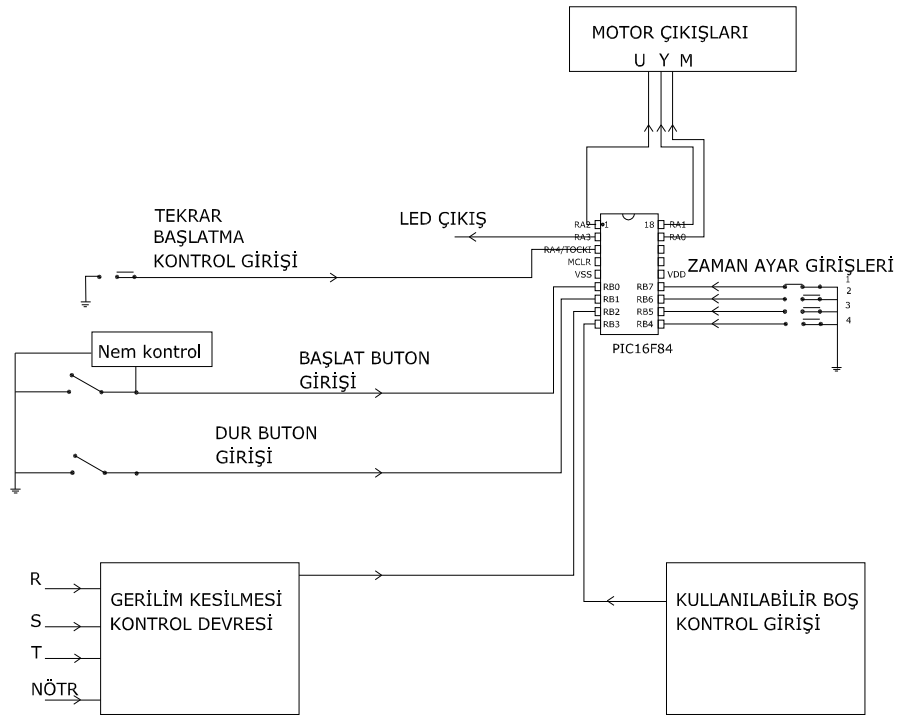 MOTOR ÇIKIŞLARI
U Y M
TEKRAR
BAŞLATMA
KONTROL GİRİŞİ
LED ÇIKIŞ
RA2 1 18 RA1
RA3 RA0
RA4/TOCKI
MCLR
VSS VDD
RB0 RB7
RB1 RB6
RB2 RB5
RB3 RB4
PIC16F84
ZAMAN AYAR GİRİŞLERİ
1
2
3
4
Nem kontrol
BAŞLAT BUTON
GİRİŞİ
DUR BUTON
GİRİŞİ
R
S
T
NÖTR
GERİLİM KESİLMESİ
KONTROL DEVRESİ
KULLANILABİLİR BOŞ
KONTROL GİRİŞİ